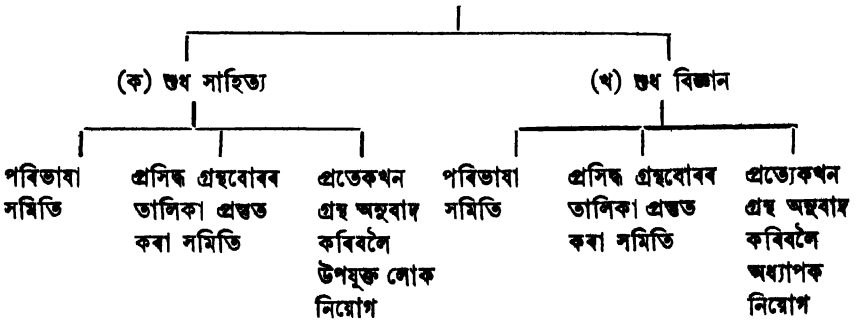 (ক) শুধ সাহিত্য (খ) শুধ বিজ্ঞান
পৰিভাষা সমিতি
প্ৰসিদ্ধ গ্ৰন্থবোৰৰ
তালিকা প্ৰস্তুত
কৰা সমিতি
প্ৰতেকখন
গ্ৰন্থ অনুবাদ
কৰিবলৈ
উপযুক্ত লোক
নিয়োগ
পৰিভাষা
সমিতি
প্ৰসিদ্ধ গ্ৰন্থবোৰৰ
তালিকা প্ৰস্তুত
কৰা সমিতি
প্ৰত্যেকখন
গ্ৰন্থ অনুবাদ
কৰিবলৈ
অধ্যাপক
নিয়োগ